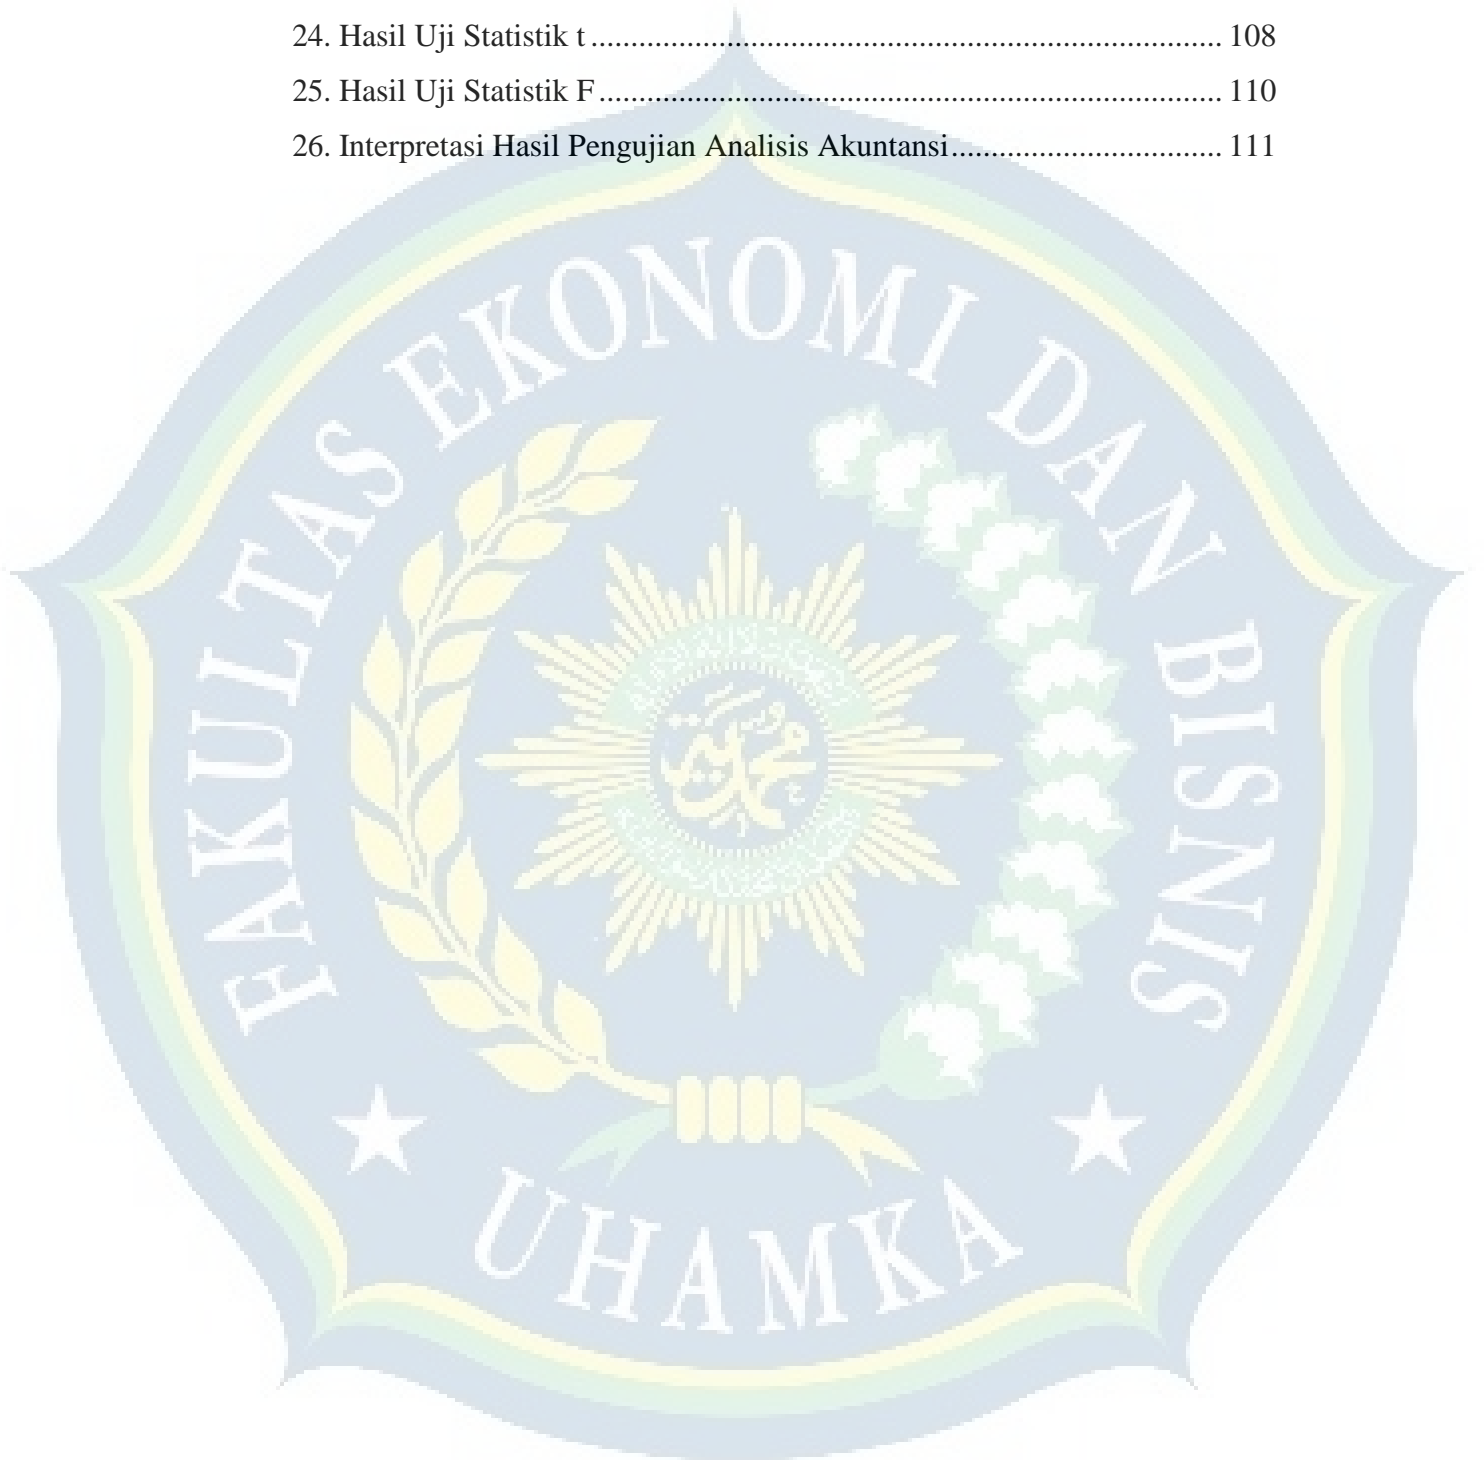 24. Hasil Uji Statistik t .............................................................................. 108
25. Hasil Uji Statistik F ............................................................................. 110
26. Interpretasi Hasil Pengujian Analisis Akuntansi ................................. 111
FAKULTAS EKONOMI DAN BISNIS
UHAMKA